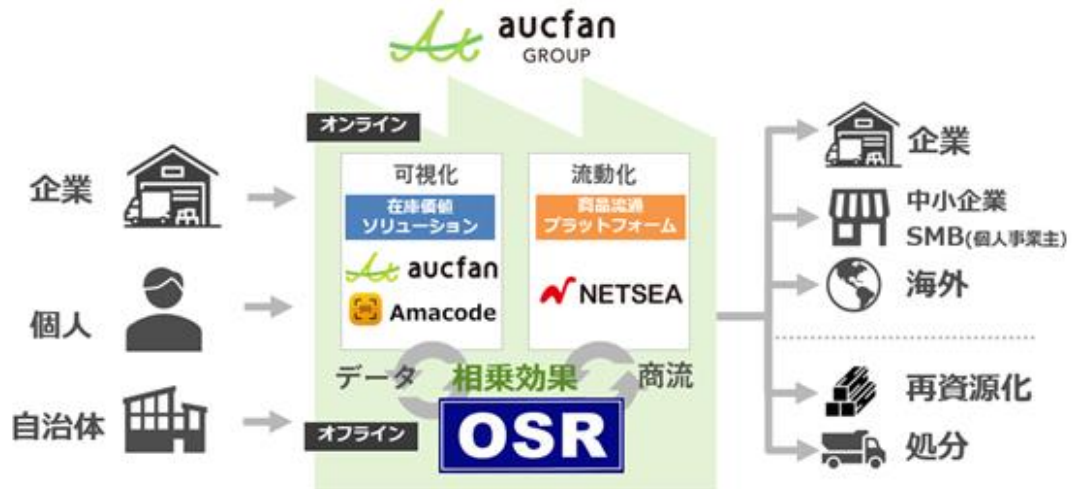 aucfan
GROUP
オンライン
企業
個人
自治体
可視化
在庫価値
ソリューション
aucfan
Amacode
流動化
商品流通
プラットフォーム
NETSEA
データ
相乗効果
商流
オフライン
OSR
企業
中小企業
SMB(個人事業主)
海外
再資源化
処分